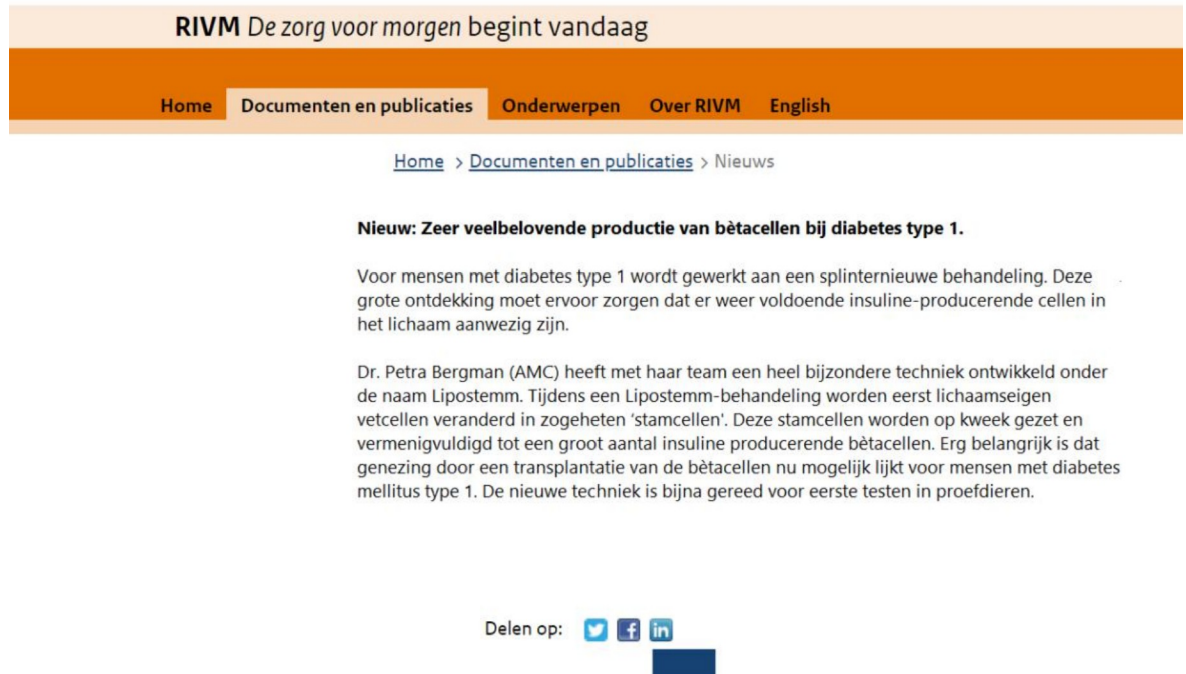 RIVM De zorg voor morgen begint vandaag
Home Documenten en publicaties Onderwerpen Over RIVM English
Home > Documenten en publicaties > Nieuws
Nieuw: Zeer veelbelovende productie van bètacellen bij diabetes type 1.
Voor mensen met diabetes type 1 wordt gewerkt aan een splinternieuwe behandeling. Deze
grote ontdekking moet ervoor zorgen dat er weer voldoende insuline-producerende cellen in
het lichaam aanwezig zijn.
Dr. Petra Bergman (AMC) heeft met haar team een heel bijzondere techniek ontwikkeld onder
de naam Lipostemm. Tijdens een Lipostemm-behandeling worden eerst lichaamseigen
vetcellen veranderd in zogeheten ‘stamcellen'. Deze stamcellen worden op kweek gezet en
vermenigvuldigd tot een groot aantal insuline producerende bètacellen. Erg belangrijk is dat
genezing door een transplantatie van de bètacellen nu mogelijk lijkt voor mensen met diabetes
mellitus type 1. De nieuwe techniek is bijna gereed voor eerste testen in proefdieren.
Delen op: